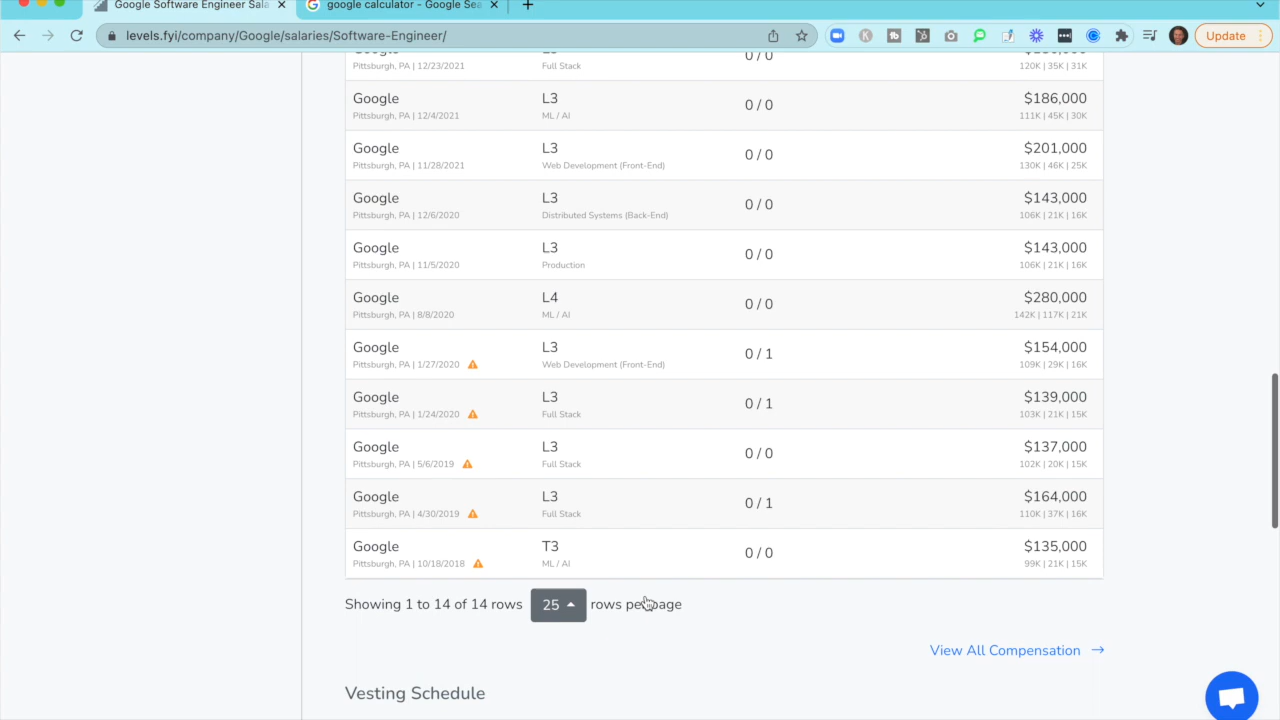 Google Software Engineer Sala
google calculator - Google Sea
levels.fyi/company/Google/salaries/Software-Engineer/
Update
Pittsburgh, PA | 12/23/2021 Full Stack 0 / 0 120K | 35K | 31K
Google L3 0 / 0 $186,000
Pittsburgh, PA | 12/4/2021 ML / AI 111K | 45K | 30K
Google L3 0 / 0 $201,000
Pittsburgh, PA | 11/28/2021 Web Development (Front-End) 130K | 46K | 25K
Google L3 0 / 0 $143,000
Pittsburgh, PA | 12/6/2020 Distributed Systems (Back-End) 106K | 21K | 16K
Google L3 0 / 0 $143,000
Pittsburgh, PA | 11/5/2020 Production 106K | 21K | 16K
Google L4 0 / 0 $280,000
Pittsburgh, PA | 8/8/2020 ML / AI 142K | 117K | 21K
Google L3 0 / 1 $154,000
Pittsburgh, PA | 1/27/2020 Web Development (Front-End) 109K | 29K | 16K
Google L3 0 / 1 $139,000
Pittsburgh, PA | 1/24/2020 Full Stack 103K | 21K | 15K
Google L3 0 / 0 $137,000
Pittsburgh, PA | 5/6/2019 Full Stack 102K | 20K | 15K
Google L3 0 / 1 $164,000
Pittsburgh, PA | 4/30/2019 Full Stack 110K | 37K | 16K
Google T3 0 / 0 $135,000
Pittsburgh, PA | 10/18/2018 ML / AI 99K | 21K | 15K
Showing 1 to 14 of 14 rows 25 rows per page
View All Compensation →
Vesting Schedule